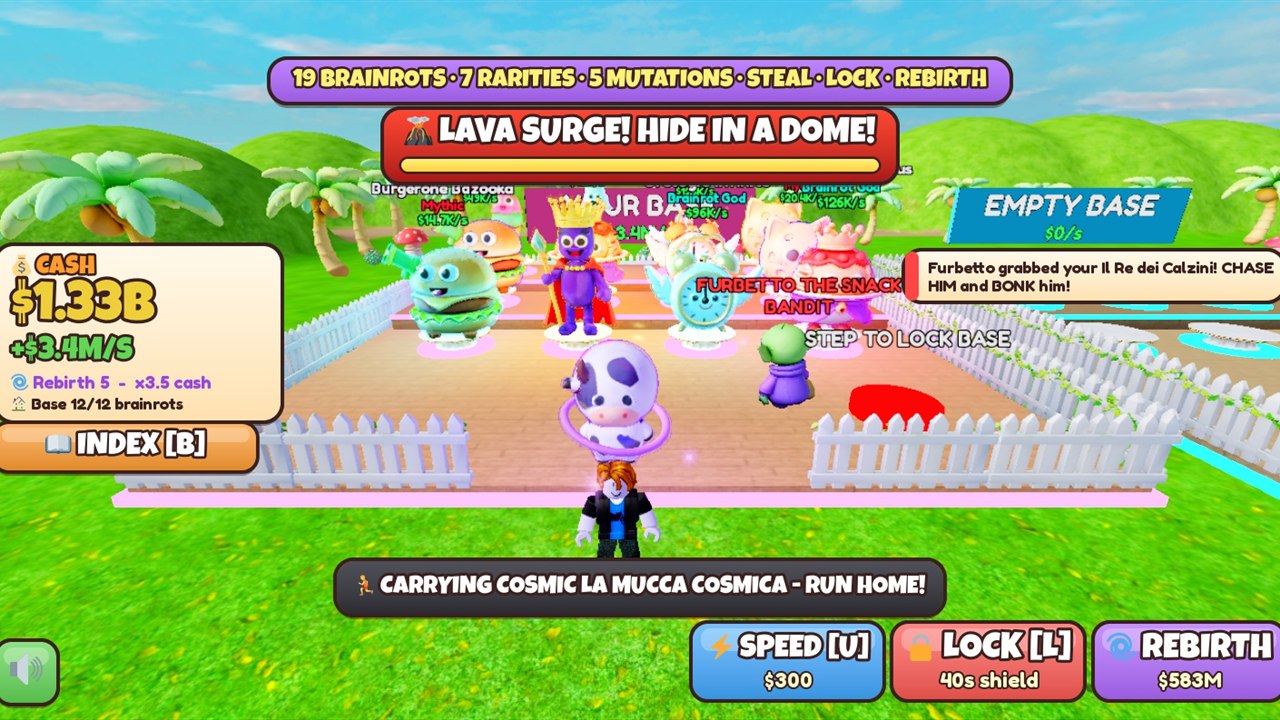 19 BRAINROTS · 7 RARITIES · 5 MUTATIONS · STEAL · LOCK · REBIRTH
🌋 LAVA SURGE! HIDE IN A DOME!
Burgerone Bazooka
Mythic
$14.7K/s
Brainrot God
$96K/s
Brainrot God
$126K/s
EMPTY BASE
$0/s
💰 CASH
$1.33B
+$3.4M/S
🌀 Rebirth 5 - x3.5 cash
🏠 Base 12/12 brainrots
📖 INDEX [B]
Furbetto grabbed your Il Re dei Calzini! CHASE
HIM and BONK him!
FURBET TO THE SNACK
BANDIT
STEP TO LOCK BASE
🏃 CARRYING COSMIC LA MUCCA COSMICA - RUN HOME!
⚡ SPEED [U]
$300
🔒 LOCK [L]
40s shield
🌀 REBIRTH
$583M